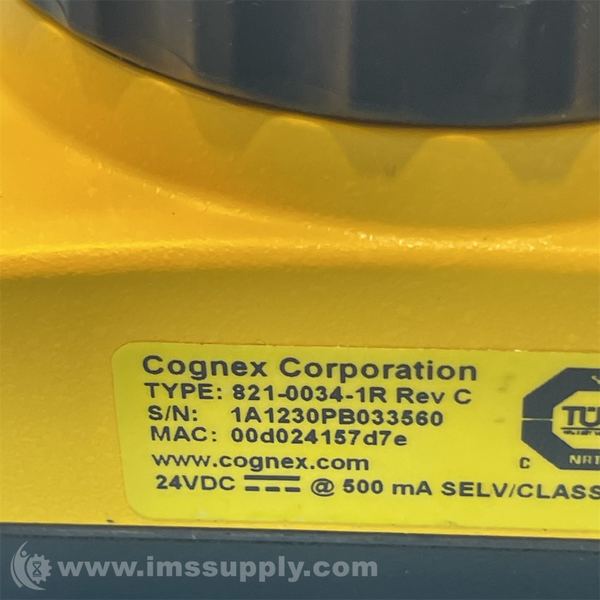 Cognex Corporation
TYPE: 821-0034-1R Rev C
S/N: 1A1230PB033560
MAC: 00d024157d7e
www.cognex.com
24VDC @ 500 mA SELV/CLASS
C
www.imssupply.com